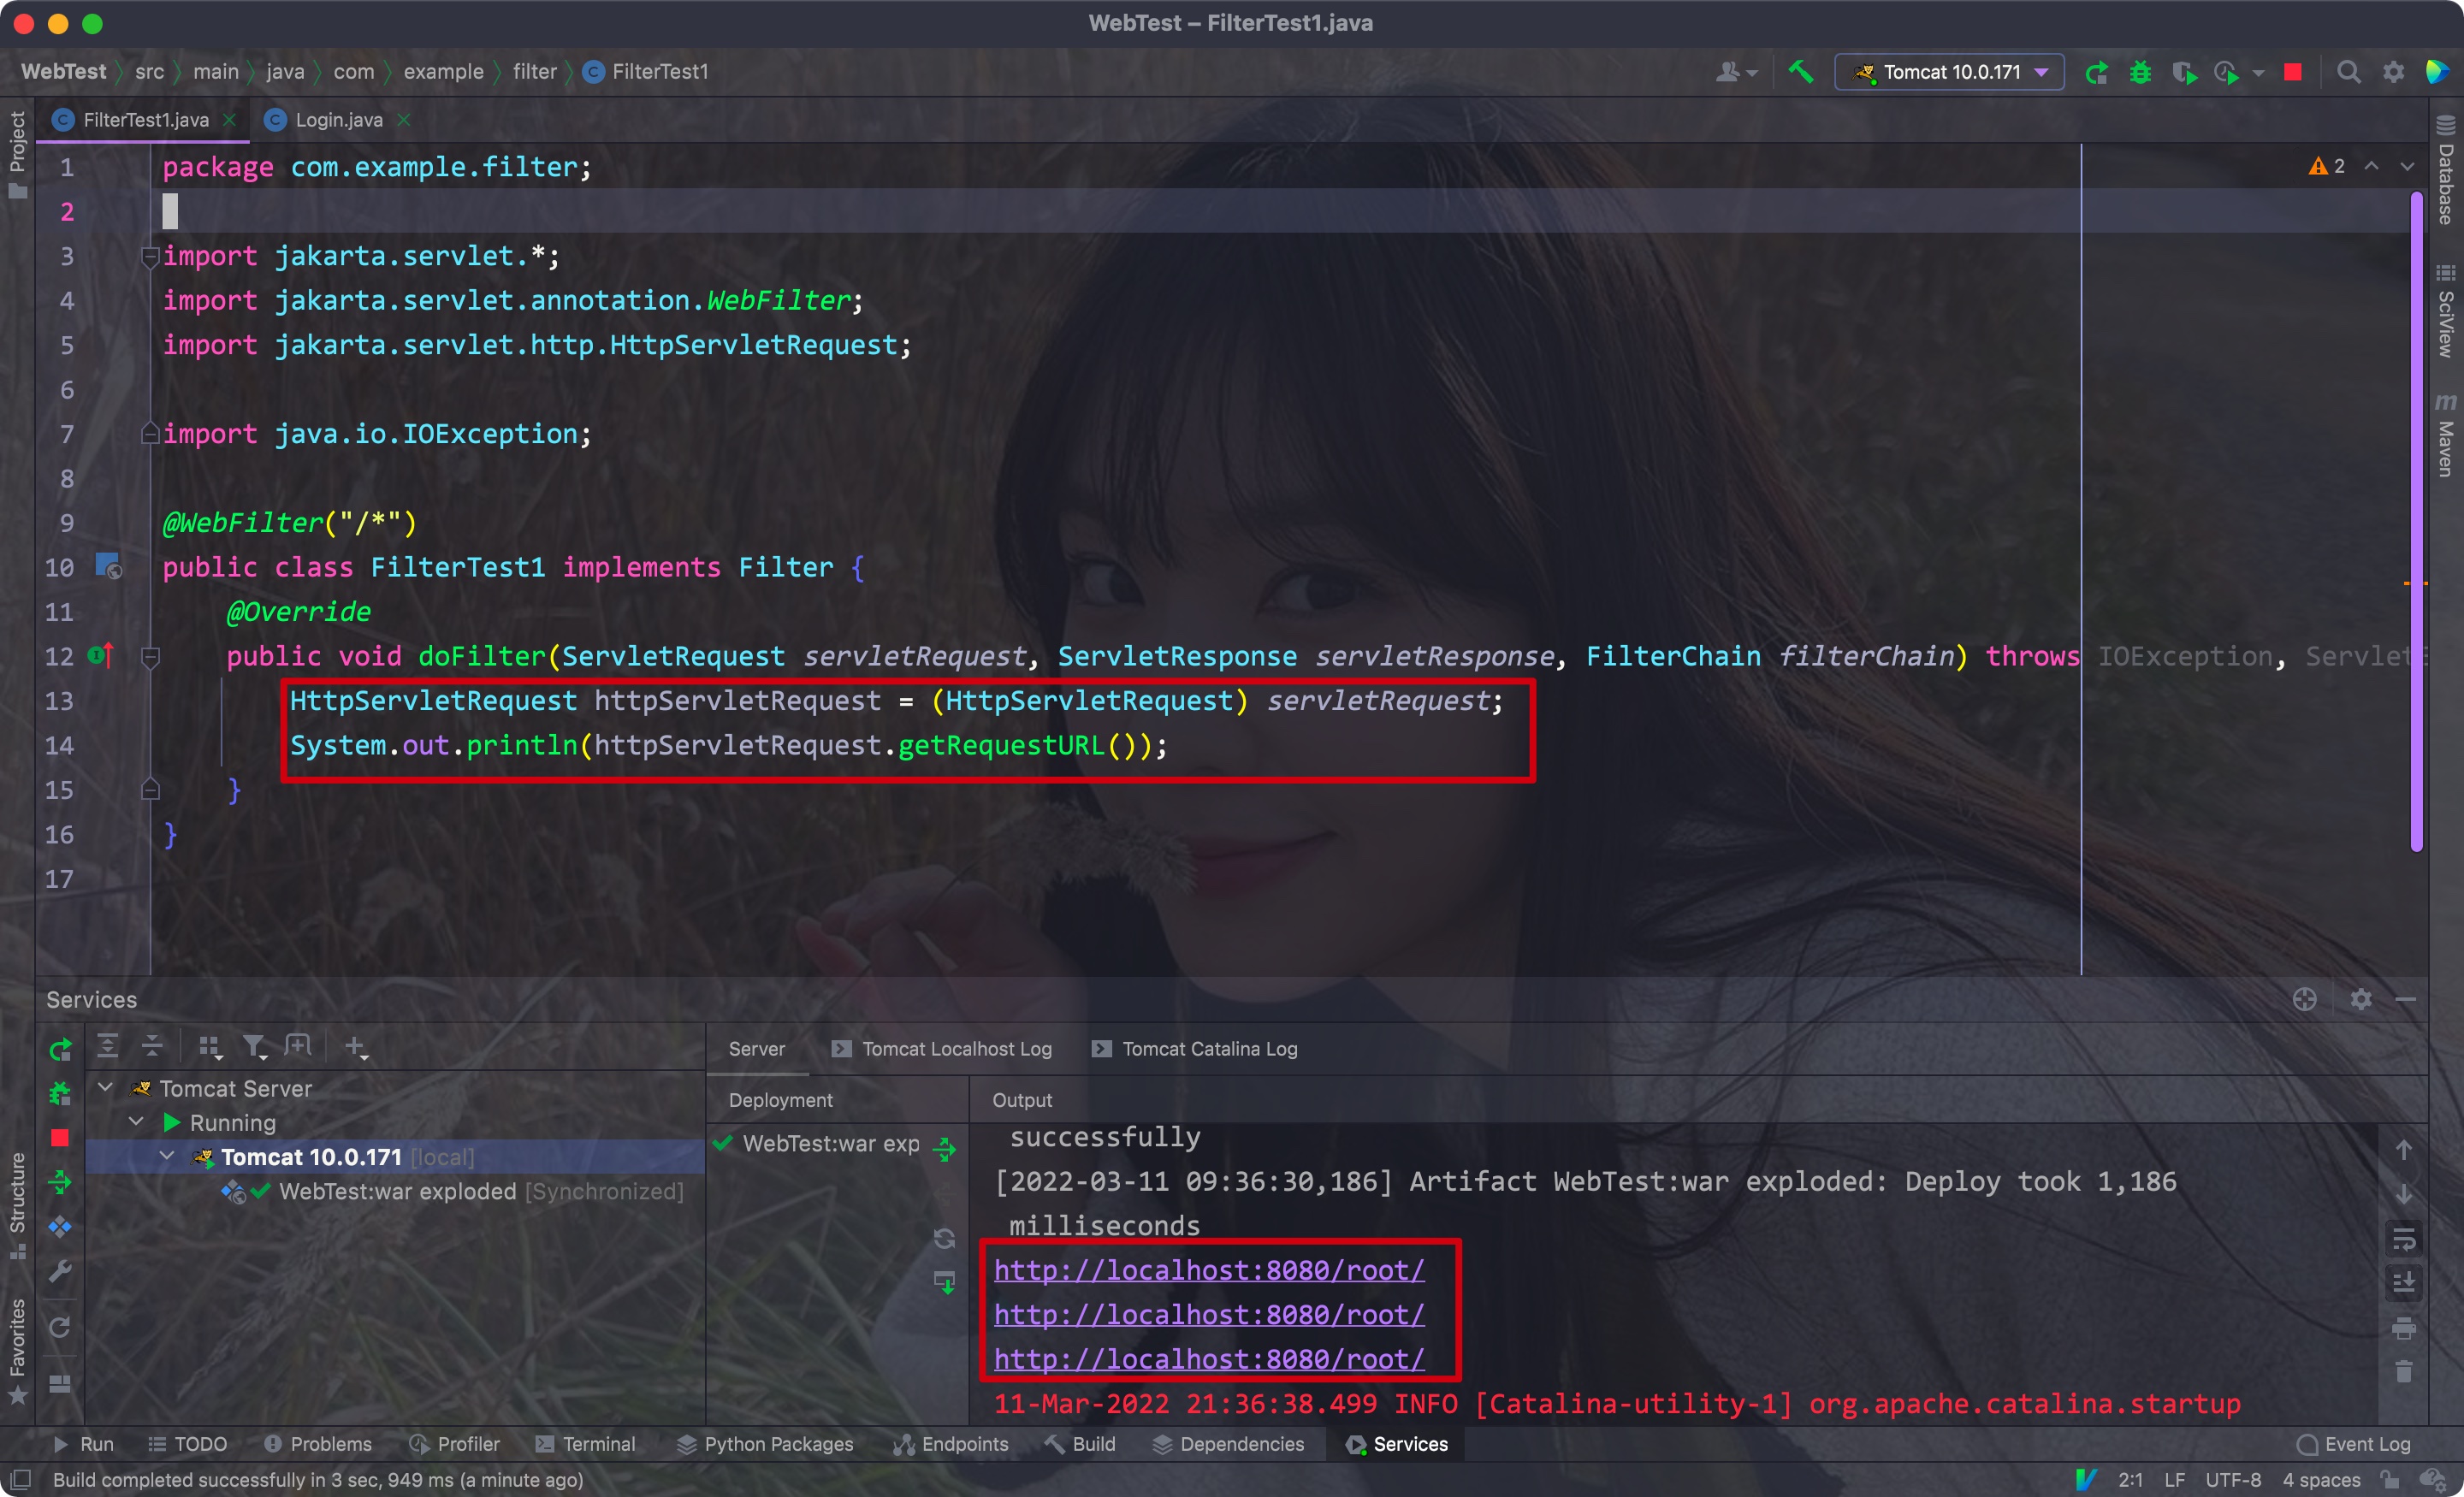 WebTest – FilterTest1.java
WebTest src main java com example filter FilterTest1
Tomcat 10.0.171
FilterTest1.java
Login.java
Project
1 package com.example.filter;
2
3 import jakarta.servlet.*;
4 import jakarta.servlet.annotation.WebFilter;
5 import jakarta.servlet.http.HttpServletRequest;
6
7 import java.io.IOException;
8
9 @WebFilter("/*")
10 public class FilterTest1 implements Filter {
11 @Override
12 public void doFilter(ServletRequest servletRequest, ServletResponse servletResponse, FilterChain filterChain) throws IOException, Servlet
13 HttpServletRequest httpServletRequest = (HttpServletRequest) servletRequest;
14 System.out.println(httpServletRequest.getRequestURL());
15 }
16 }
17
2
Database
SciView
Maven
Services
Server
Tomcat Localhost Log
Tomcat Catalina Log
Tomcat Server
Running
Tomcat 10.0.171 [local]
WebTest:war exploded [Synchronized]
Deployment
WebTest:war exp
Output
successfully
[2022-03-11 09:36:30,186] Artifact WebTest:war exploded: Deploy took 1,186
milliseconds
http://localhost:8080/root/
http://localhost:8080/root/
http://localhost:8080/root/
11-Mar-2022 21:36:38.499 INFO [Catalina-utility-1] org.apache.catalina.startup
Structure
Favorites
Run TODO Problems Profiler Terminal Python Packages Endpoints Build Dependencies Services Event Log
Build completed successfully in 3 sec, 949 ms (a minute ago)
2:1 LF UTF-8 4 spaces